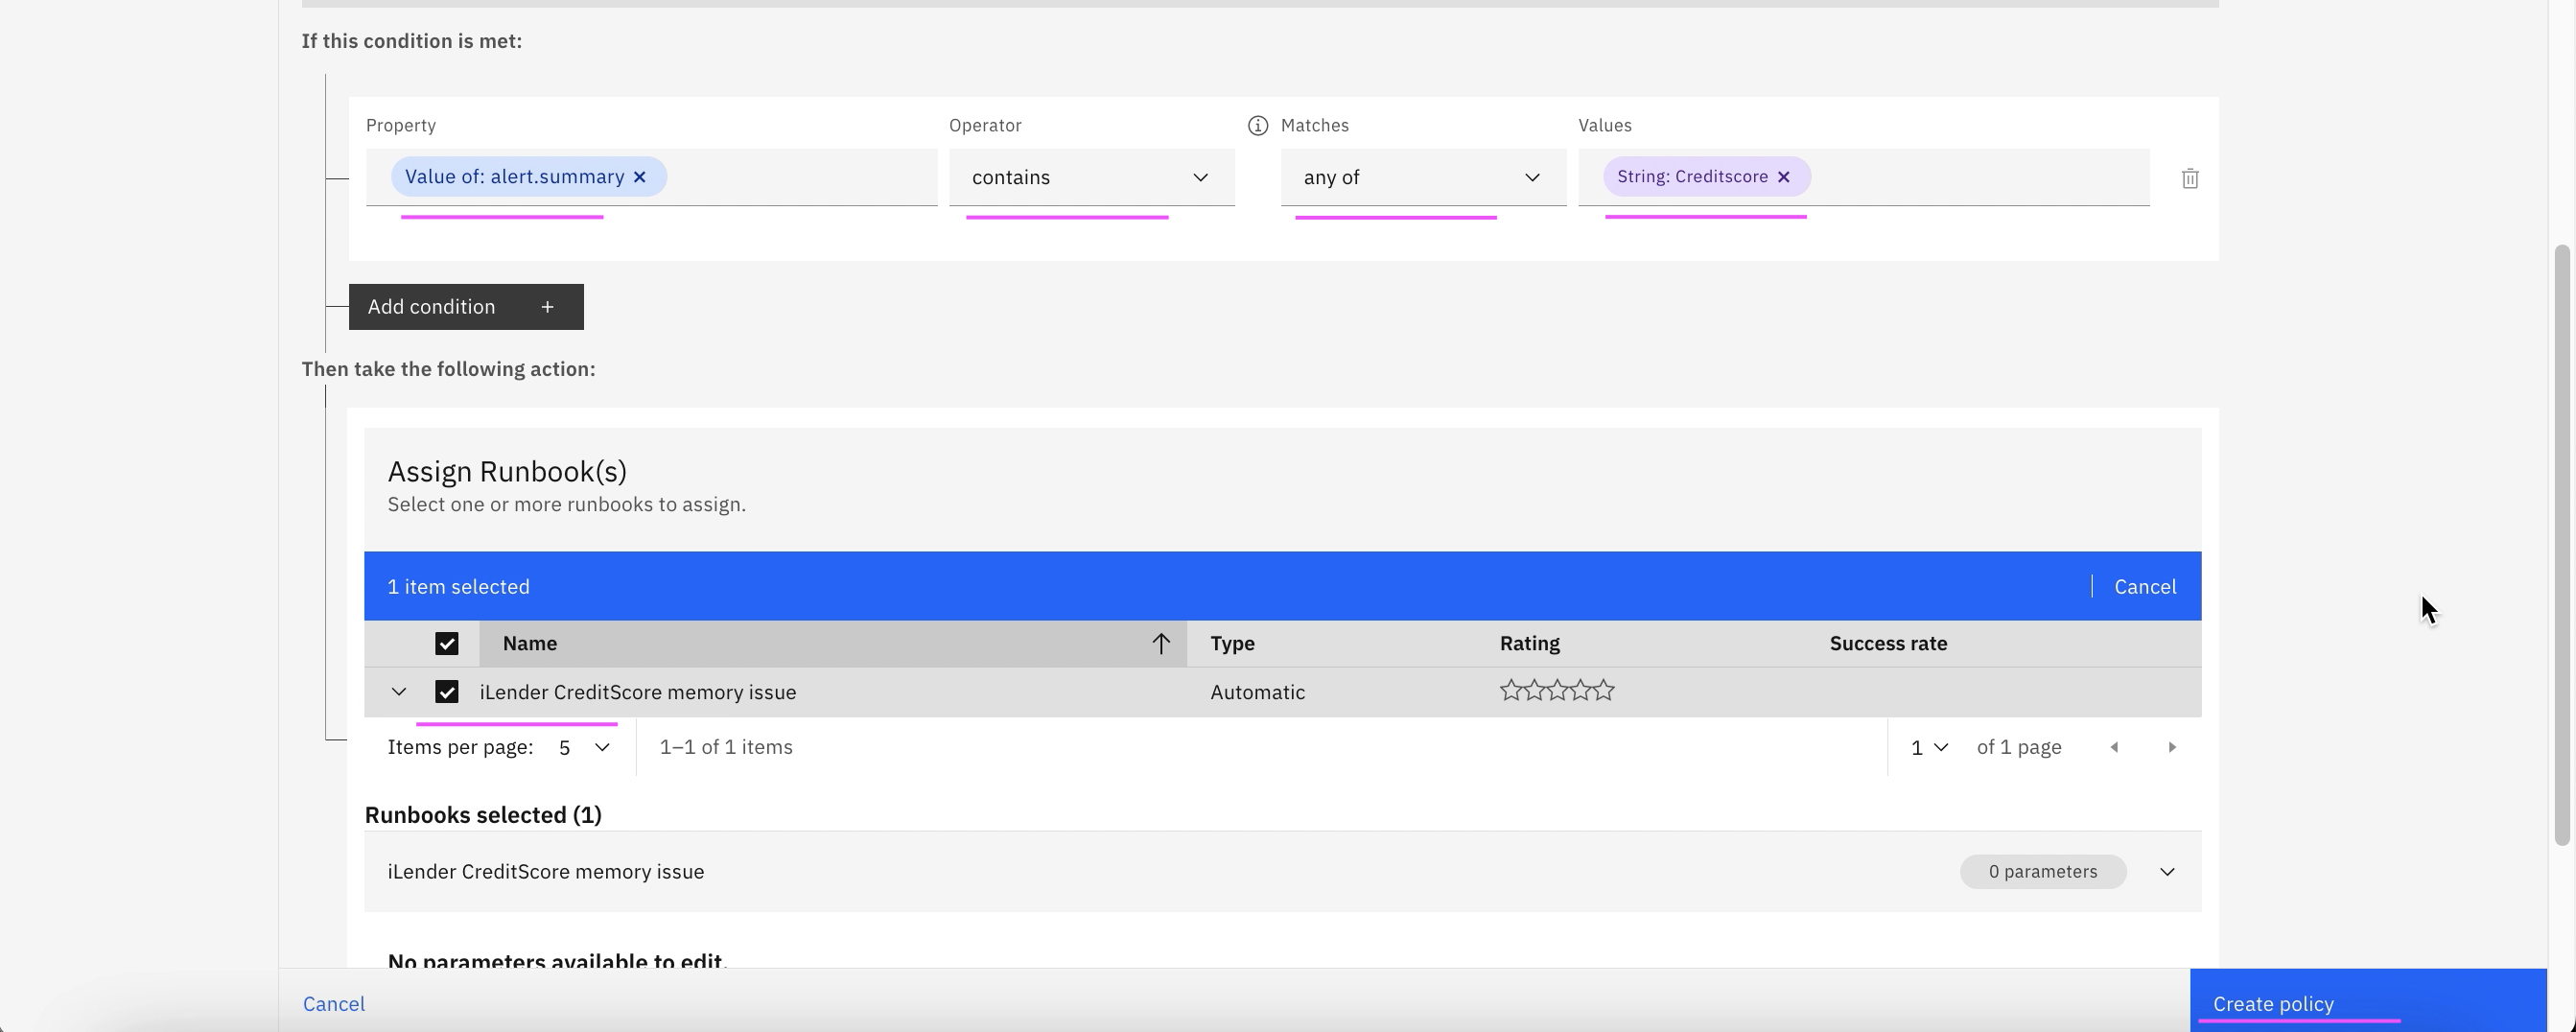 If this condition is met:
Property Operator Matches Values
Value of: alert.summary contains any of String: Creditscore
Add condition +
Then take the following action:
Assign Runbook(s)
Select one or more runbooks to assign.
1 item selected Cancel
Name Type Rating Success rate
iLender CreditScore memory issue Automatic
Items per page: 5 1–1 of 1 items 1 of 1 page
Runbooks selected (1)
iLender CreditScore memory issue 0 parameters
No parameters available to edit.
Cancel Create policy